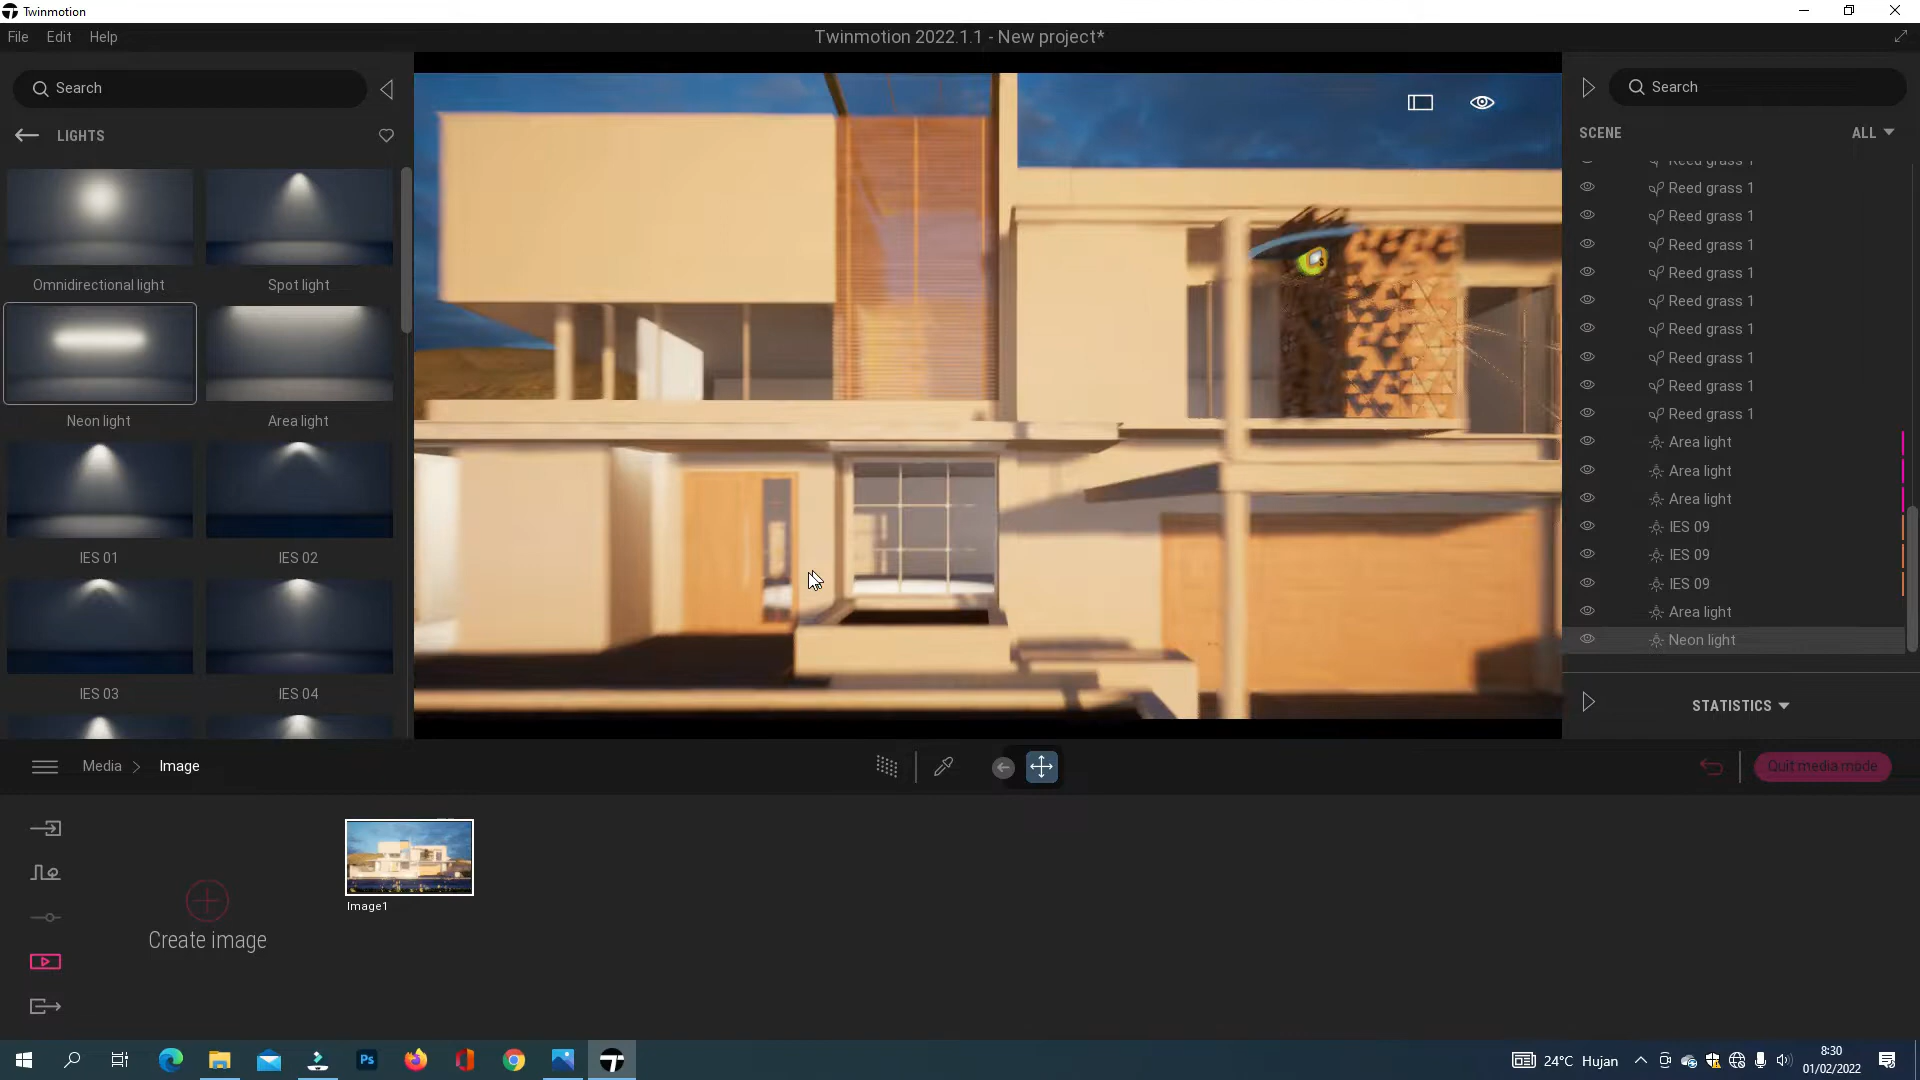 Twinmotion
File Edit Help
Twinmotion 2022.1.1 - New project*
Search
LIGHTS
Omnidirectional light
Spot light
Neon light
Area light
IES 01
IES 02
IES 03
IES 04
Search
SCENE
ALL
Reed grass 1
Reed grass 1
Reed grass 1
Reed grass 1
Reed grass 1
Reed grass 1
Reed grass 1
Reed grass 1
Reed grass 1
Reed grass 1
Area light
Area light
Area light
IES 09
IES 09
IES 09
Area light
Neon light
STATISTICS
Media
Image
Quit media mode
Create image
Image1
Ps
24°C Hujan
8:30
01/02/2022